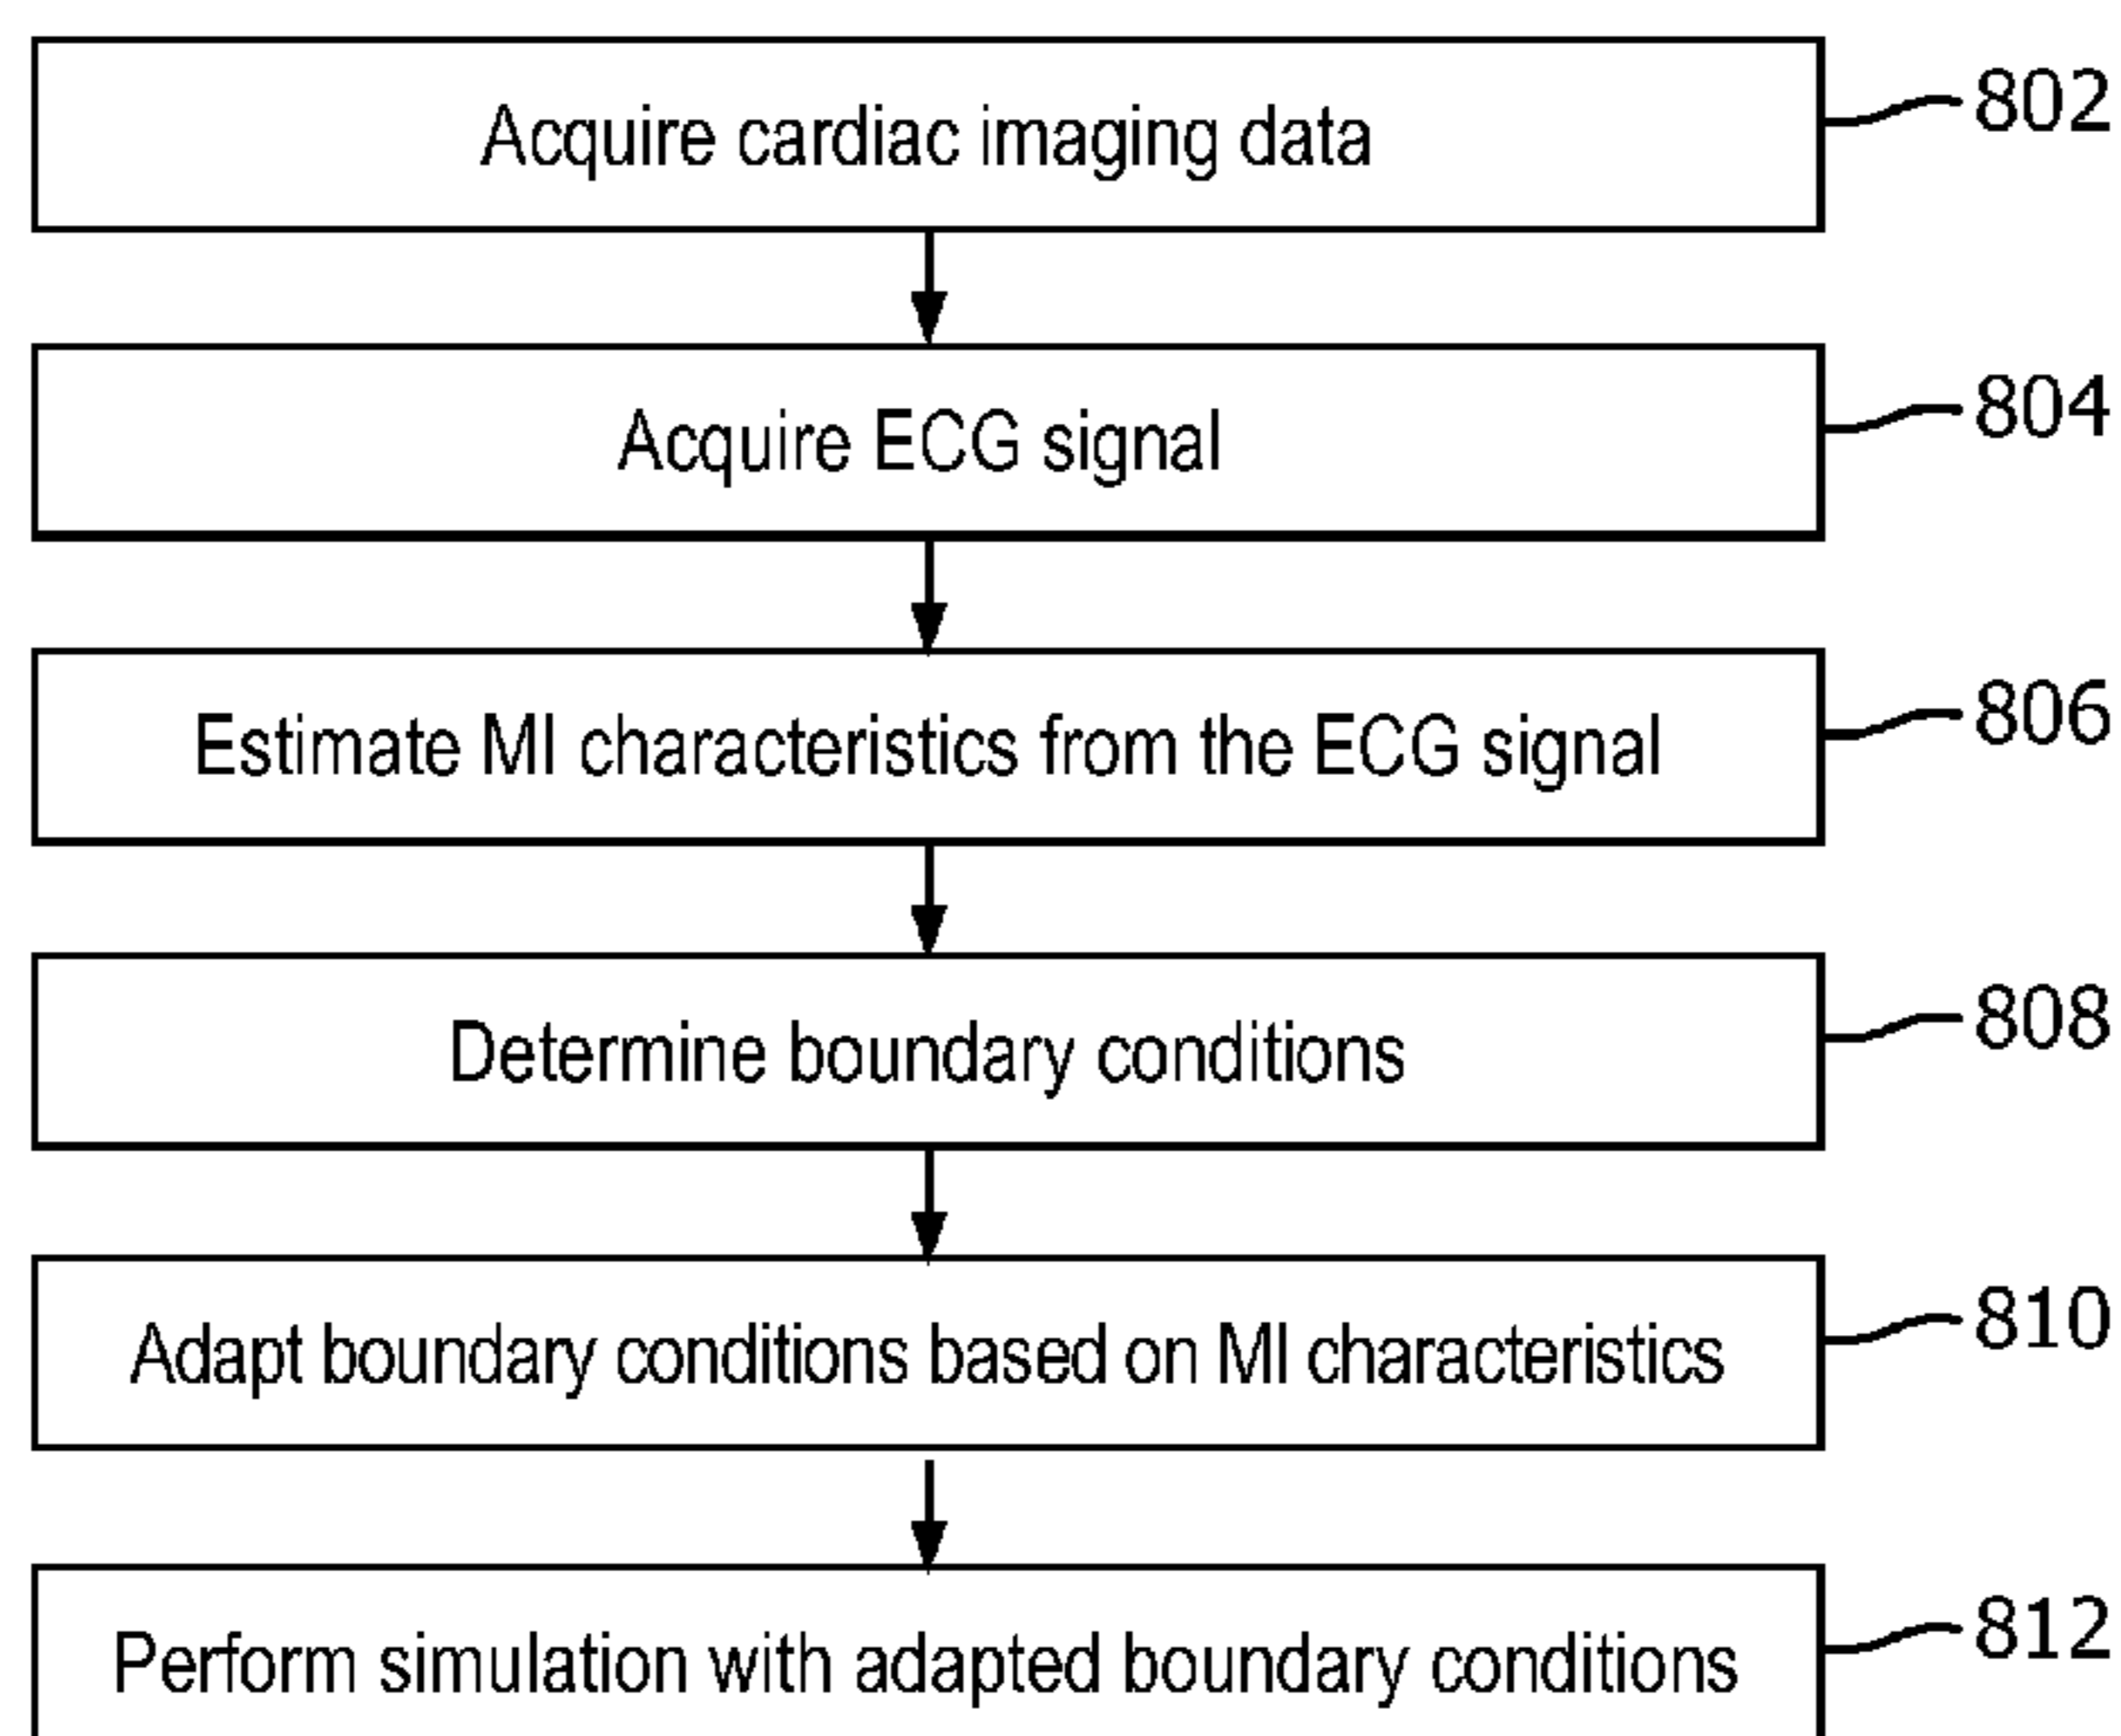 Acquire cardiac imaging data
802
Acquire ECG signal
804
Estimate MI characteristics from the ECG signal
806
Determine boundary conditions
808
Adapt boundary conditions based on MI characteristics
810
Perform simulation with adapted boundary conditions
812